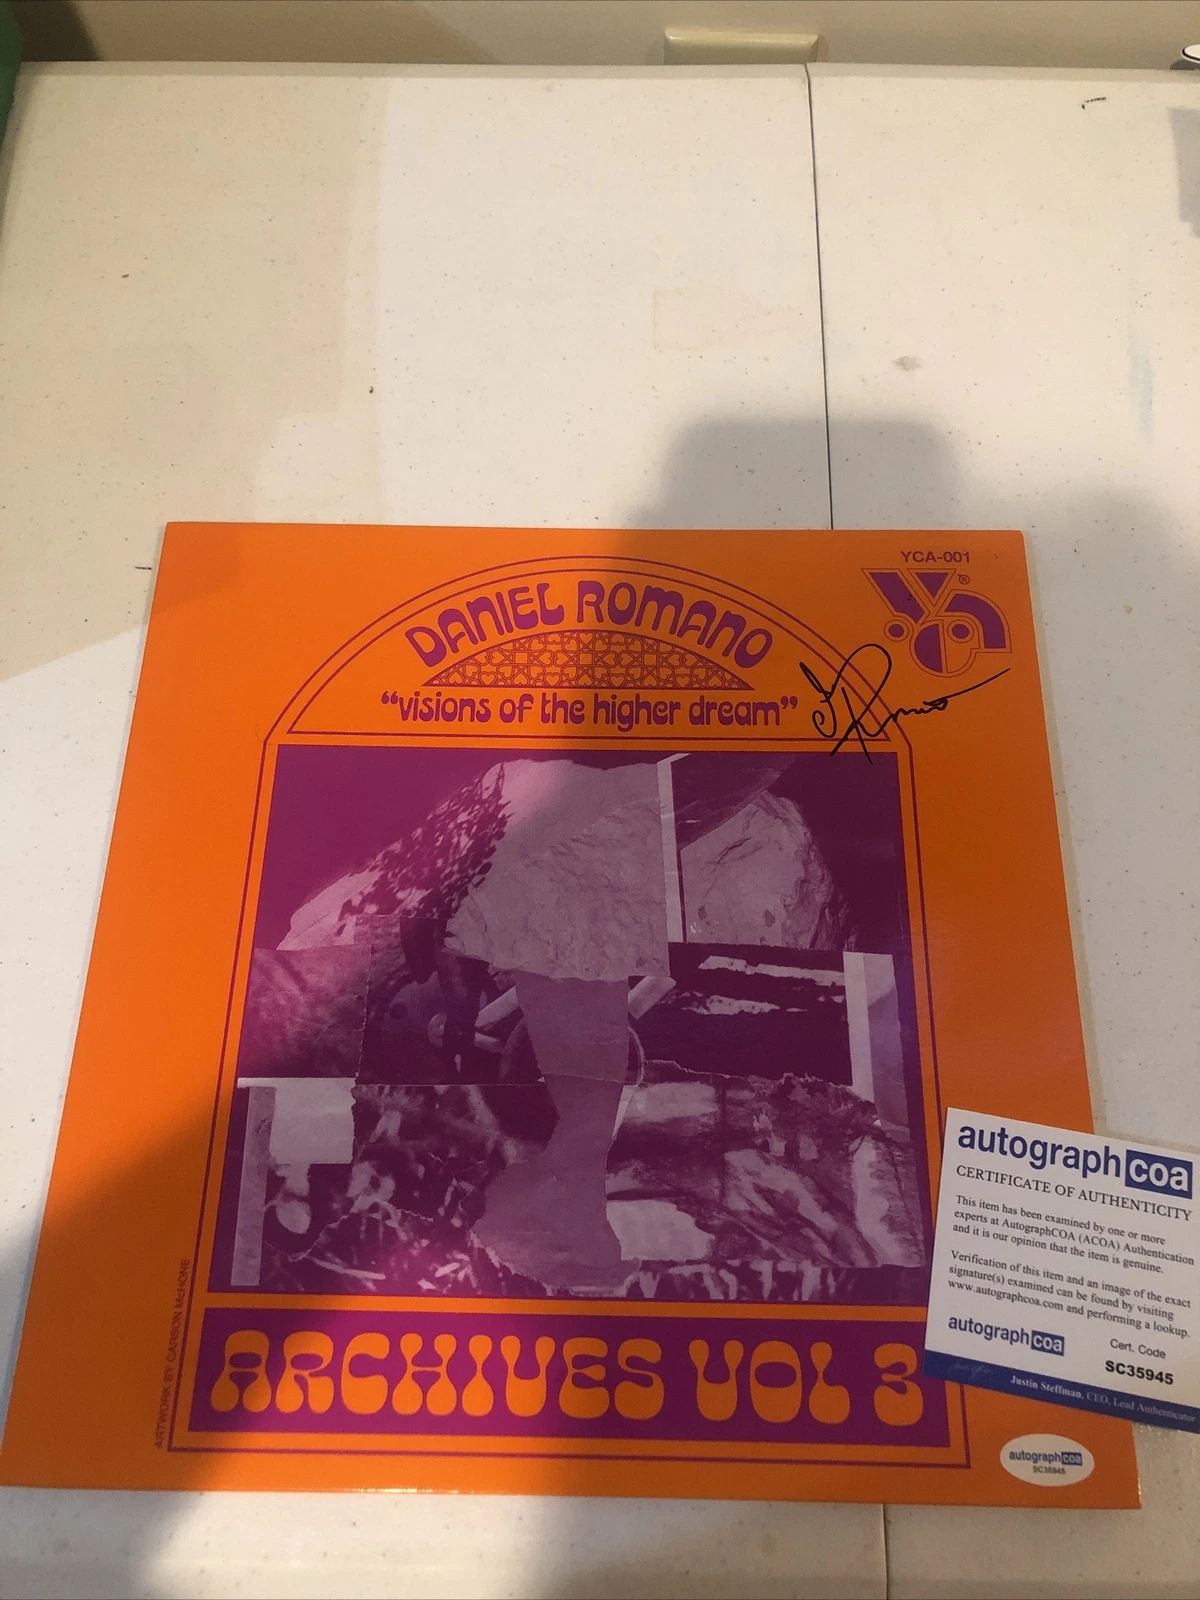 YCA-001
DANIEL ROMANO
®
“visions of the higher dream”
ARCHIVES VOL 3
ARTWORK BY CARSON McHONE
autographcoa
CERTIFICATE OF AUTHENTICITY
This item has been examined by one or more
experts at AutographCOA (ACOA) Authentication
and it is our opinion that the item is genuine.
Verification of this item and an image of the exact
signature(s) examined can be found by visiting
www.autographcoa.com and performing a lookup.
autographcoa
Cert. Code
SC35945
Justin Steffman, CEO, Lead Authenticator
autographcoa
SC35945